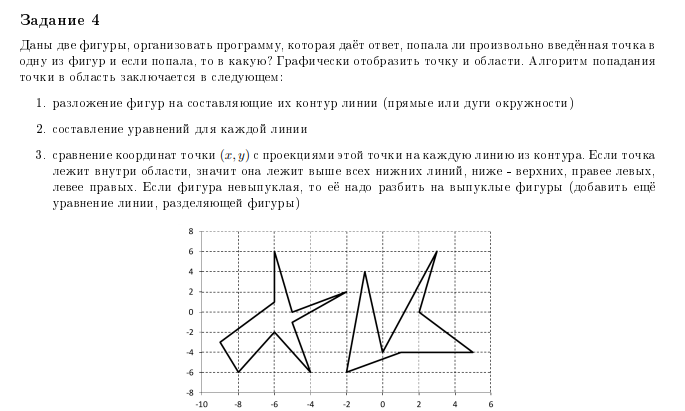 Задание 4
Даны две фигуры, организовать программу, которая даёт ответ, попала ли произвольно введённая точка в
одну из фигур и если попала, то в какую? Графически отобразить точку и области. Алгоритм попадания
точки в область заключается в следующем:
1. разложение фигур на составляющие их контур линии (прямые или дуги окружности)
2. составление уравнений для каждой линии
3. сравнение координат точки (x, y) с проекциями этой точки на каждую линию из контура. Если точка
лежит внутри области, значит она лежит выше всех нижних линий, ниже - верхних, правее левых,
левее правых. Если фигура невыпуклая, то её надо разбить на выпуклые фигуры (добавить ещё
уравнение линии, разделяющей фигуры)
8
6
4
2
0
-2
-4
-6
-8
-10 -8 -6 -4 -2 0 2 4 6